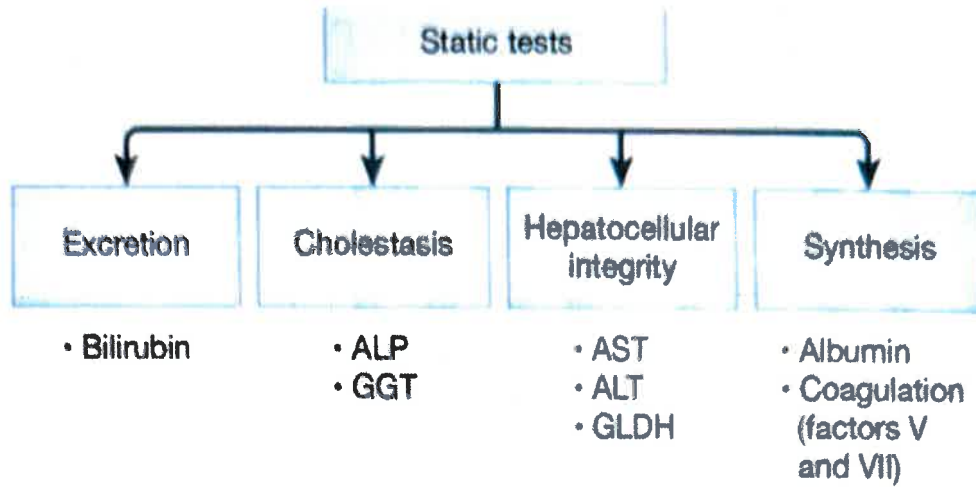 Static tests
Excretion
• Bilirubin
Cholestasis
• ALP
• GGT
Hepatocellular
integrity
• AST
• ALT
• GLDH
Synthesis
• Albumin
• Coagulation
(factors V
and VII)